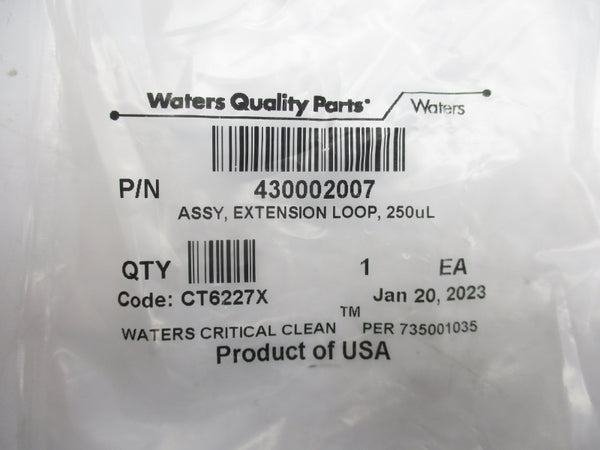 Waters Quality Parts• Waters
P/N 430002007
ASSY, EXTENSION LOOP, 250uL
QTY 1 EA
Code: CT6227X Jan 20, 2023
WATERS CRITICAL CLEAN ™ PER 735001035
Product of USA